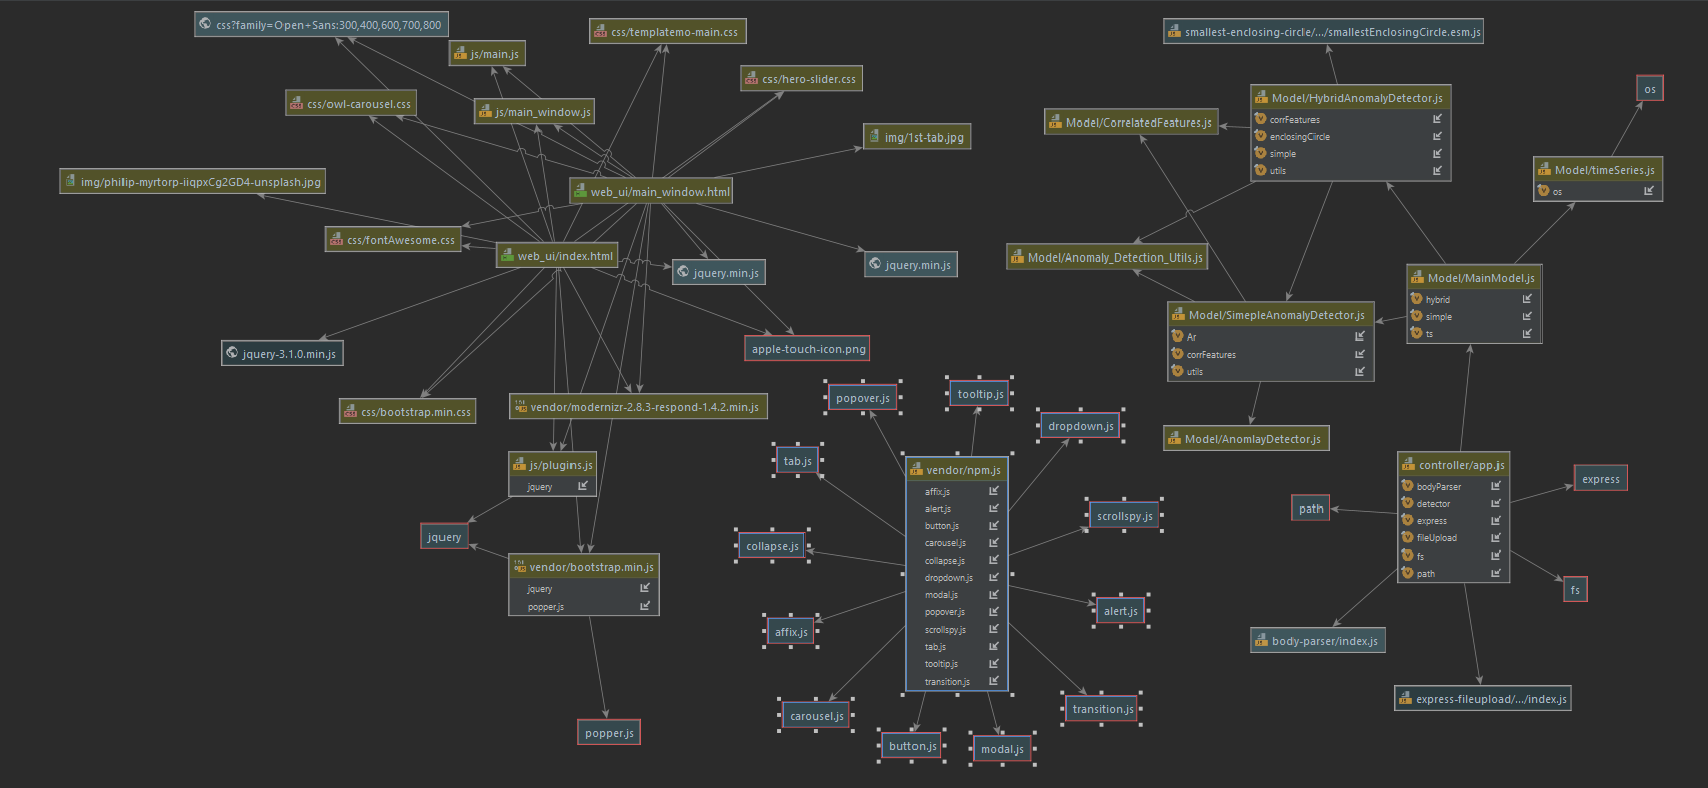 css?family=Open+Sans:300,400,600,700,800
js/main.js
css/templatemo-main.css
css/hero-slider.css
css/owl-carousel.css
js/main_window.js
img/1st-tab.jpg
img/philip-myrtorp-iiqpxCg2GD4-unsplash.jpg
web_ui/main_window.html
css/fontAwesome.css
web_ui/index.html
jquery.min.js
jquery.min.js
jquery-3.1.0.min.js
apple-touch-icon.png
css/bootstrap.min.css
vendor/modernizr-2.8.3-respond-1.4.2.min.js
js/plugins.js
jquery
jquery
vendor/bootstrap.min.js
jquery
popper.js
popper.js
popover.js
tooltip.js
dropdown.js
tab.js
scrollspy.js
collapse.js
alert.js
affix.js
transition.js
carousel.js
button.js
modal.js
vendor/npm.js
affix.js
alert.js
button.js
carousel.js
collapse.js
dropdown.js
modal.js
popover.js
scrollspy.js
tab.js
tooltip.js
transition.js
smallest-enclosing-circle/.../smallestEnclosingCircle.esm.js
Model/HybridAnomalyDetector.js
corrFeatures
enclosingCircle
simple
utils
Model/CorrelatedFeatures.js
os
Model/timeSeries.js
os
Model/Anomaly_Detection_Utils.js
Model/MainModel.js
hybrid
simple
ts
Model/SimepleAnomalyDetector.js
Ar
corrFeatures
utils
Model/AnomlayDetector.js
controller/app.js
bodyParser
detector
express
fileUpload
fs
path
express
path
fs
body-parser/index.js
express-fileupload/.../index.js